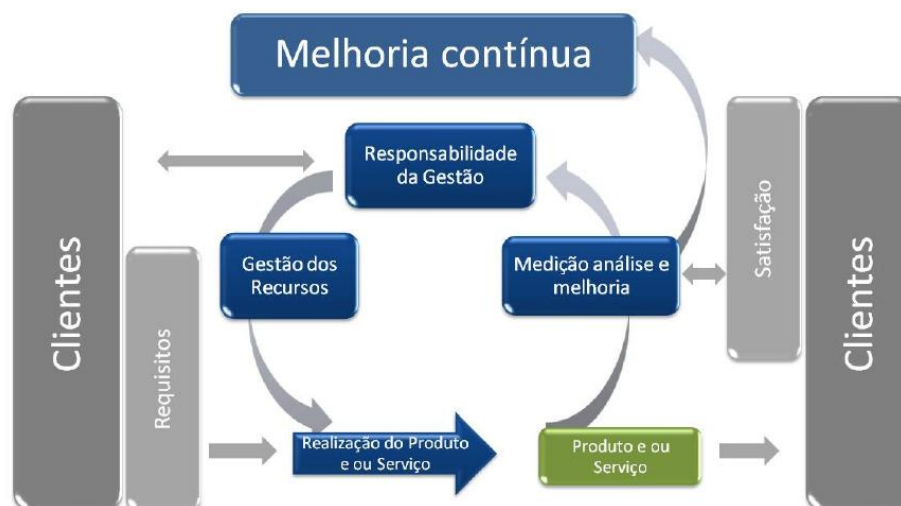 Melhoria contínua
Responsabilidade
da Gestão
Clientes
Requisitos
Gestão dos
Recursos
Medição análise e
melhoria
Satisfação
Clientes
Realização do Produto
e ou Serviço
Produto e ou
Serviço